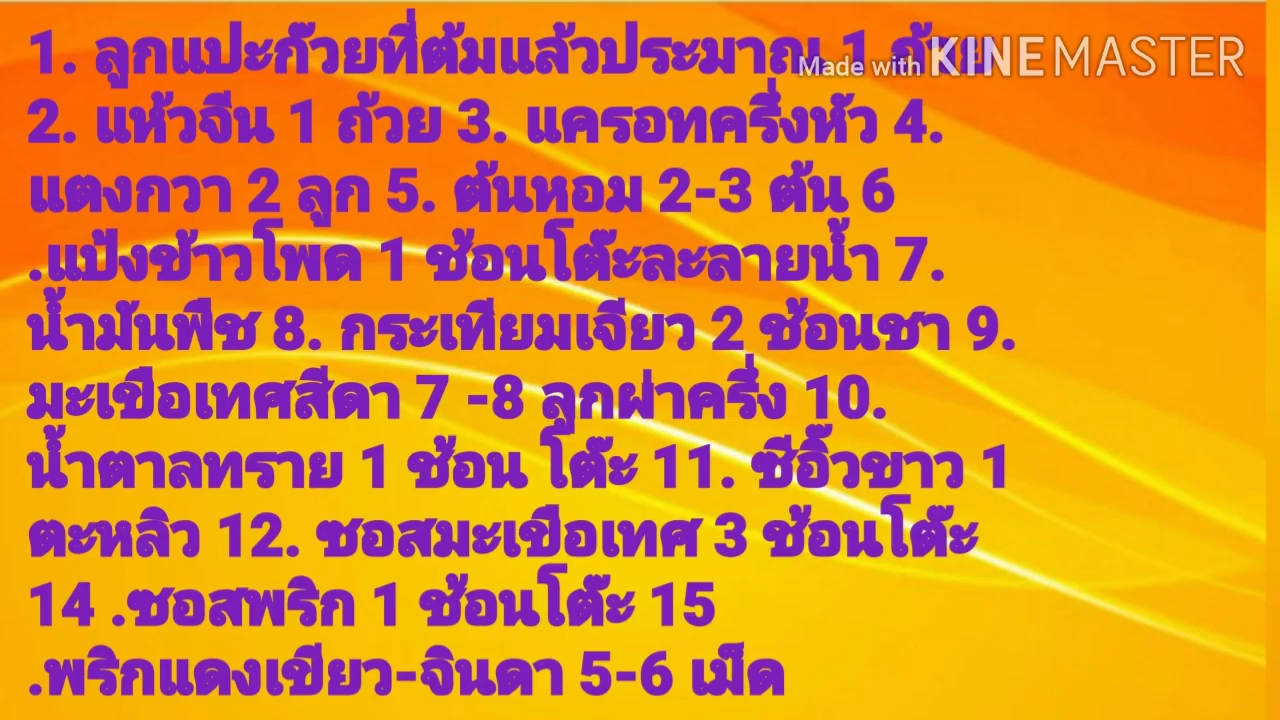 1. ลูกแปะก๊วยที่ต้มแล้วประมาณ 1 ถ้วย
Made with KINEMASTER
2. แห้วจีน 1 ถ้วย 3. แครอทครึ่งหัว 4.
แตงกวา 2 ลูก 5. ต้นหอม 2-3 ต้น 6
.แป้งข้าวโพด 1 ช้อนโต๊ะละลายน้ำ 7.
น้ำมันพืช 8. กระเทียมเจียว 2 ช้อนชา 9.
มะเขือเทศสีดา 7 -8 ลูกผ่าครึ่ง 10.
น้ำตาลทราย 1 ช้อน โต๊ะ 11. ซีอิ๊วขาว 1
ตะหลิว 12. ซอสมะเขือเทศ 3 ช้อนโต๊ะ
14 .ซอสพริก 1 ช้อนโต๊ะ 15
.พริกแดงเขียว-จินดา 5-6 เม็ด